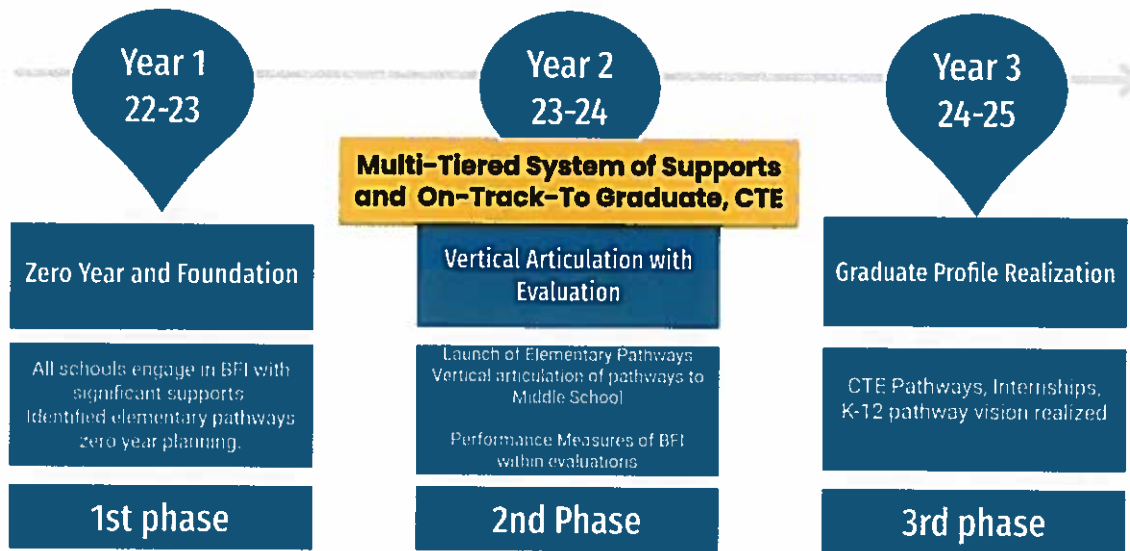 Year 1
22-23
Year 2
23-24
Year 3
24-25
Multi-Tiered System of Supports
and On-Track-To Graduate, CTE
Zero Year and Foundation
Vertical Articulation with
Evaluation
Graduate Profile Realization
All schools engage in BFI with
significant supports
Identified elementary pathways
zero year planning.
Launch of Elementary Pathways
Vertical articulation of pathways to
Middle School
Performance Measures of BFI
within evaluations
CTE Pathways, Internships,
K-12 pathway vision realized
1st phase
2nd Phase
3rd phase